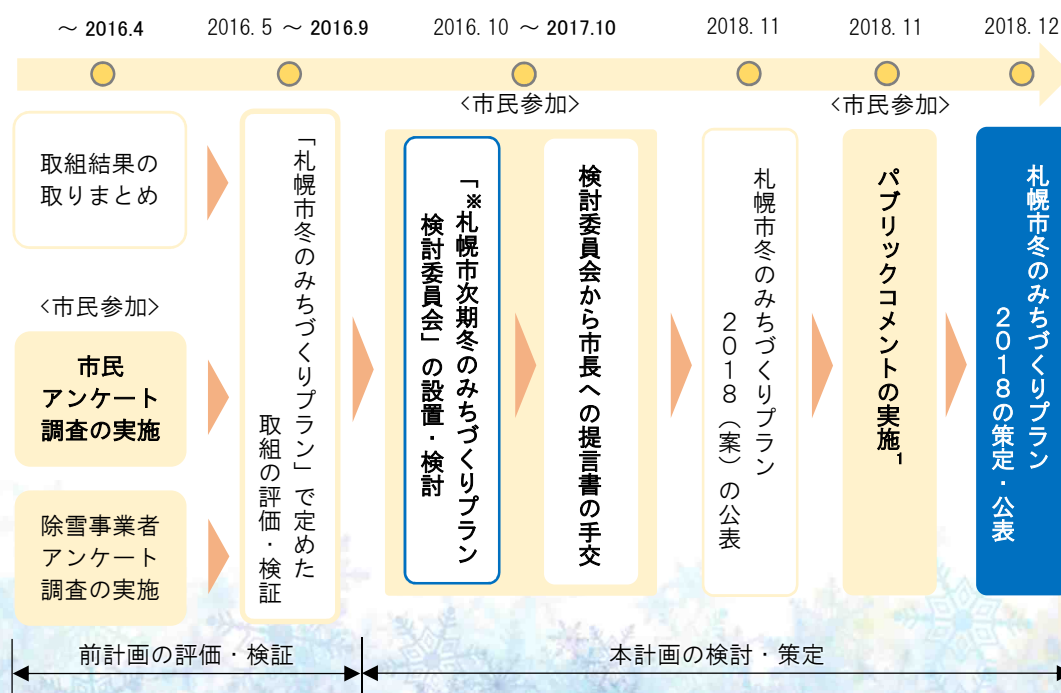 ～ 2016.4
2016. 5 ～ 2016.9
2016. 10 ～ 2017.10
2018. 11
2018. 11
2018. 12
<市民参加>
<市民参加>
取組結果の
取りまとめ
<市民参加>
市民
アンケート
調査の実施
除雪事業者
アンケート
調査の実施
「札幌市冬のみちづくりプラン」で定めた
取組の評価・検証
「※札幌市次期冬のみちづくりプラン
検討委員会」の設置・検討
検討委員会から市長への提言書の手交
札幌市冬のみちづくりプラン
２０１８（案）の公表
パブリックコメントの実施1
札幌市冬のみちづくりプラン
２０１８の策定・公表
前計画の評価・検証
本計画の検討・策定